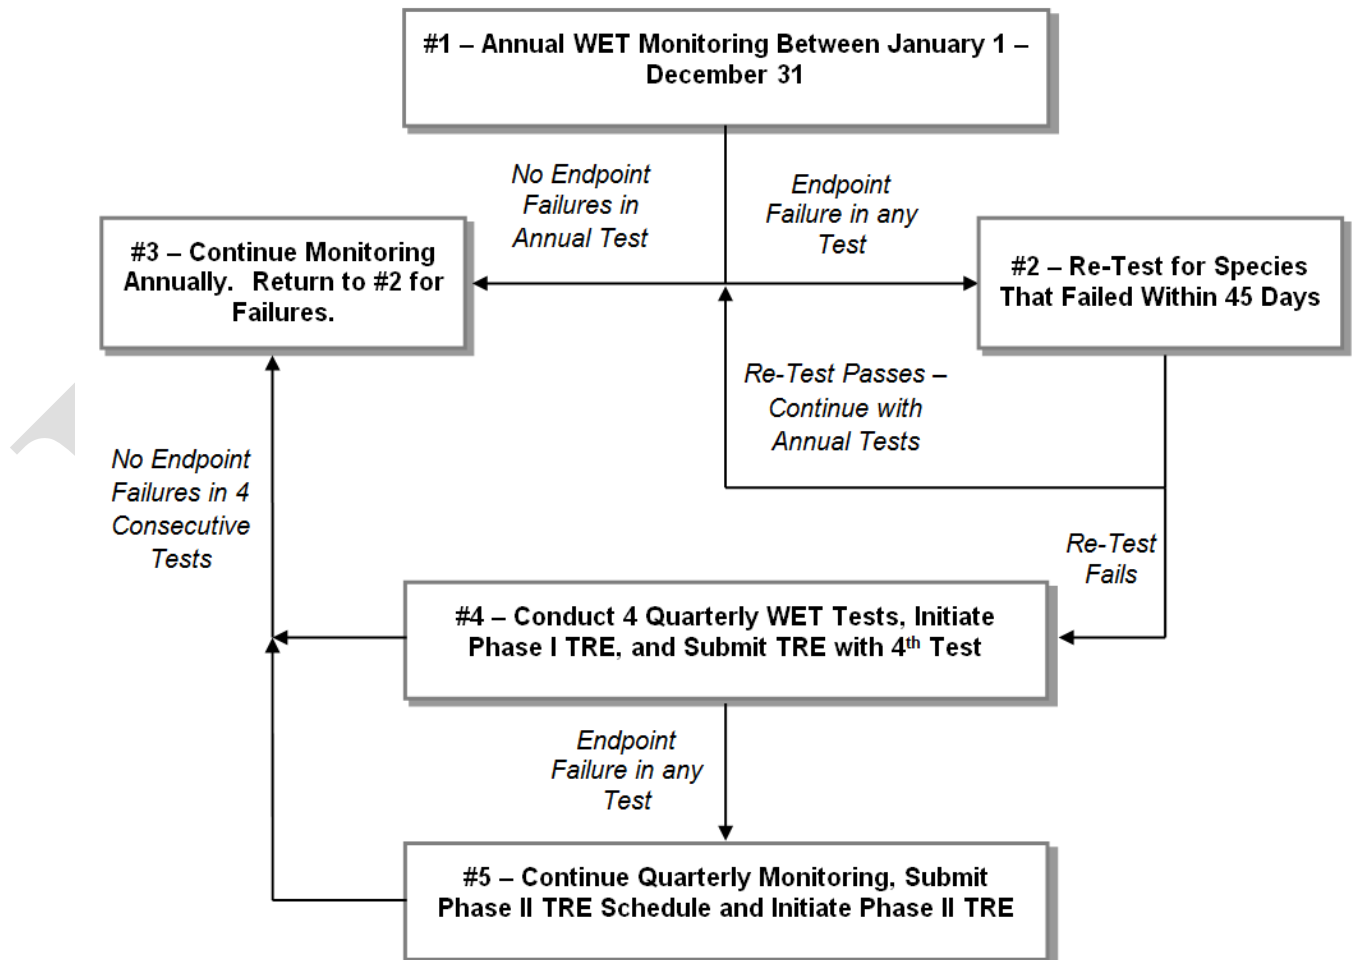 #1 – Annual WET Monitoring Between January 1 –
December 31
No Endpoint
Failures in
Annual Test
Endpoint
Failure in any
Test
#3 – Continue Monitoring
Annually.  Return to #2 for
Failures.
#2 – Re-Test for Species
That Failed Within 45 Days
Re-Test Passes –
Continue with
Annual Tests
No Endpoint
Failures in 4
Consecutive
Tests
Re-Test
Fails
#4 – Conduct 4 Quarterly WET Tests, Initiate
Phase I TRE, and Submit TRE with 4th Test
Endpoint
Failure in any
Test
#5 – Continue Quarterly Monitoring, Submit
Phase II TRE Schedule and Initiate Phase II TRE